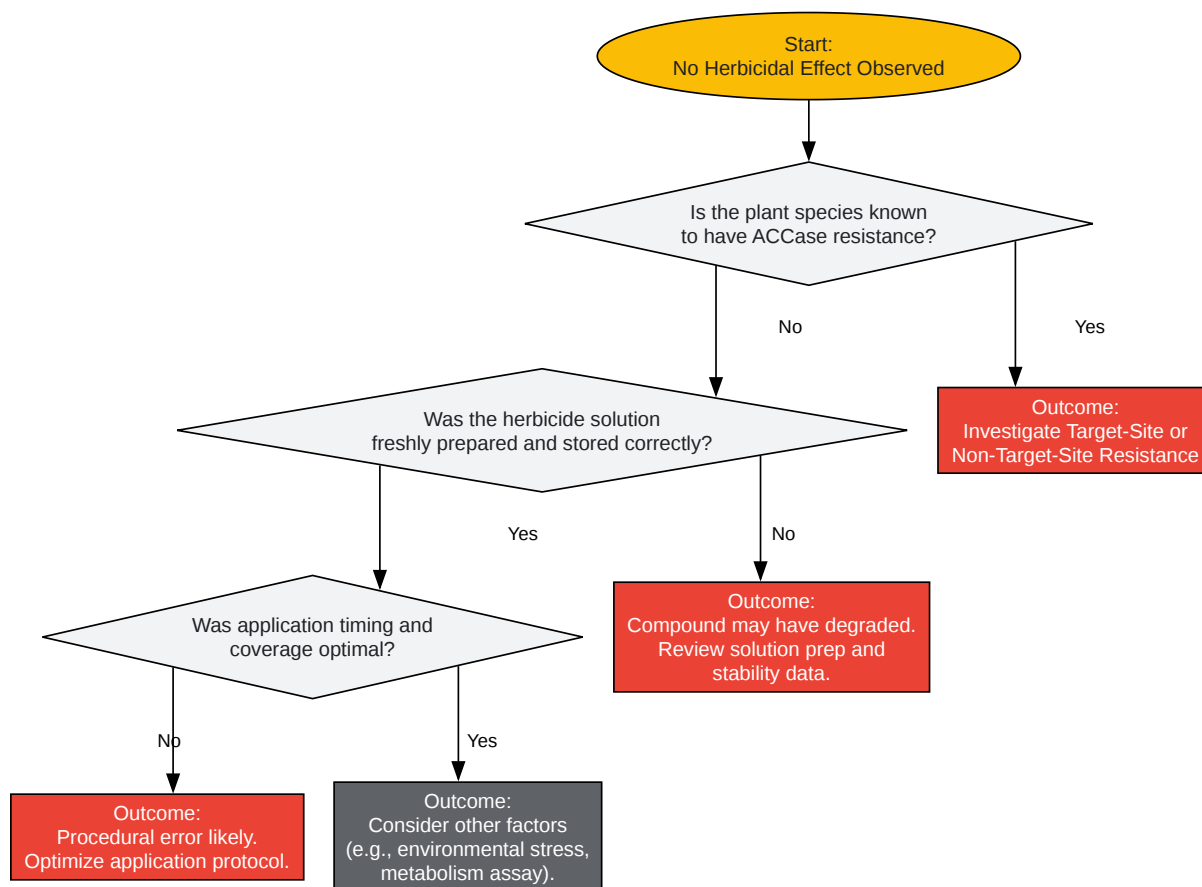 Start:
No Herbicidal Effect Observed
Is the plant species known
to have ACCase resistance?
No
Yes
Was the herbicide solution
freshly prepared and stored correctly?
Outcome:
Investigate Target-Site or
Non-Target-Site Resistance
Yes
No
Was application timing and
coverage optimal?
Outcome:
Compound may have degraded.
Review solution prep and
stability data.
No
Yes
Outcome:
Procedural error likely.
Optimize application protocol.
Outcome:
Consider other factors
(e.g., environmental stress,
metabolism assay).